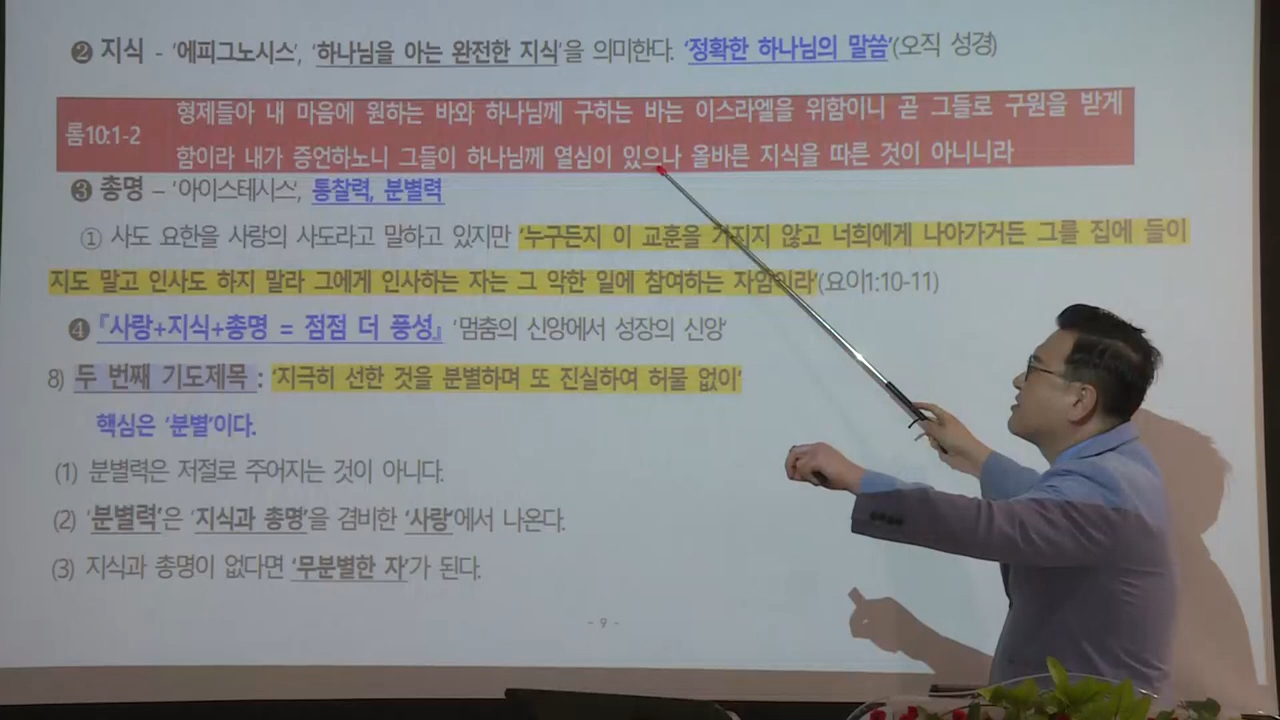 ❷ 지식 - '에피그노시스', '하나님을 아는 완전한 지식'을 의미한다. '정확한 하나님의 말씀'(오직 성경)
롬10:1-2
형제들아 내 마음에 원하는 바와 하나님께 구하는 바는 이스라엘을 위함이니 곧 그들로 구원을 받게
함이라 내가 증언하노니 그들이 하나님께 열심이 있으나 올바른 지식을 따른 것이 아니니라
❸ 총명 – '아이스테시스', 통찰력, 분별력
① 사도 요한을 사랑의 사도라고 말하고 있지만 '누구든지 이 교훈을 가지지 않고 너희에게 나아가거든 그를 집에 들이
지도 말고 인사도 하지 말라 그에게 인사하는 자는 그 악한 일에 참여하는 자임이라'(요이1:10-11)
❹ 『사랑+지식+총명 = 점점 더 풍성』 '멈춤의 신앙에서 성장의 신앙'
8) 두 번째 기도제목 : '지극히 선한 것을 분별하며 또 진실하여 허물 없이'
핵심은 '분별'이다.
(1) 분별력은 저절로 주어지는 것이 아니다.
(2) '분별력'은 '지식과 총명'을 겸비한 '사랑'에서 나온다.
(3) 지식과 총명이 없다면 '무분별한 자'가 된다.
- 9 -